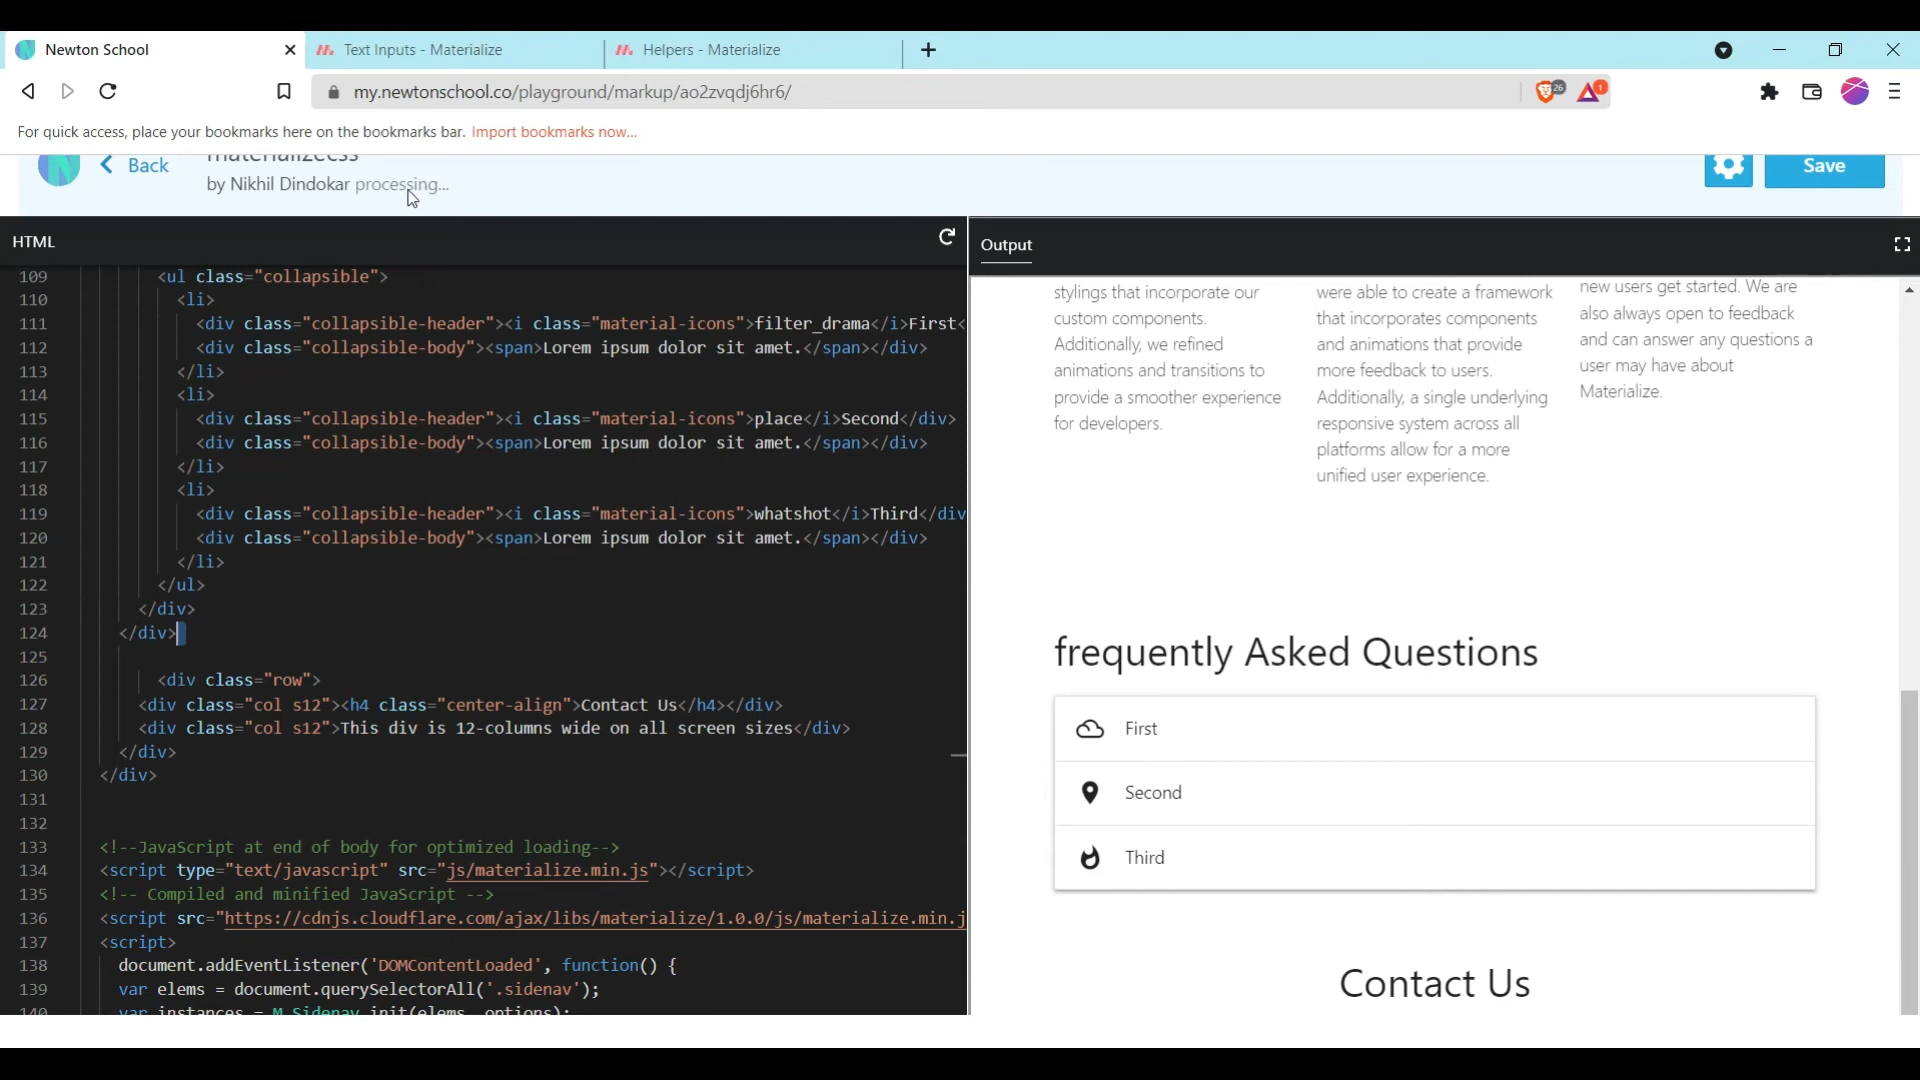 Newton School
Text Inputs - Materialize
Helpers - Materialize
my.newtonschool.co/playground/markup/ao2zvqdj6hr6/
26
1
For quick access, place your bookmarks here on the bookmarks bar. Import bookmarks now...
Back
materializecss
by Nikhil Dindokar processing...
Save
HTML
109 <ul class="collapsible">
110 <li>
111 <div class="collapsible-header"><i class="material-icons">filter_drama</i>First<
112 <div class="collapsible-body"><span>Lorem ipsum dolor sit amet.</span></div>
113 </li>
114 <li>
115 <div class="collapsible-header"><i class="material-icons">place</i>Second</div>
116 <div class="collapsible-body"><span>Lorem ipsum dolor sit amet.</span></div>
117 </li>
118 <li>
119 <div class="collapsible-header"><i class="material-icons">whatshot</i>Third</div
120 <div class="collapsible-body"><span>Lorem ipsum dolor sit amet.</span></div>
121 </li>
122 </ul>
123 </div>
124 </div>
125
126 <div class="row">
127 <div class="col s12"><h4 class="center-align">Contact Us</h4></div>
128 <div class="col s12">This div is 12-columns wide on all screen sizes</div>
129 </div>
130 </div>
131
132
133 <!--JavaScript at end of body for optimized loading-->
134 <script type="text/javascript" src="js/materialize.min.js"></script>
135 <!-- Compiled and minified JavaScript -->
136 <script src="https://cdnjs.cloudflare.com/ajax/libs/materialize/1.0.0/js/materialize.min.j
137 <script>
138 document.addEventListener('DOMContentLoaded', function() {
139 var elems = document.querySelectorAll('.sidenav');
140 var instances = M.Sidenav.init(elems, options);
Output
stylings that incorporate our
custom components.
Additionally, we refined
animations and transitions to
provide a smoother experience
for developers.
were able to create a framework
that incorporates components
and animations that provide
more feedback to users.
Additionally, a single underlying
responsive system across all
platforms allow for a more
unified user experience.
new users get started. We are
also always open to feedback
and can answer any questions a
user may have about
Materialize.
frequently Asked Questions
First
Second
Third
Contact Us